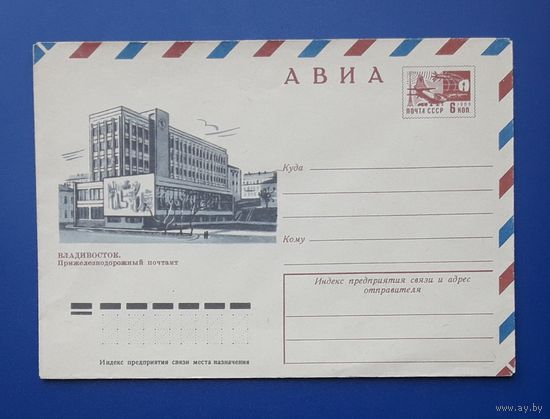 АВИА
1966
ПОЧТА СССР
6 КОП
Куда
Кому
ВЛАДИВОСТОК.
Прижелезнодорожный почтамт
Индекс предприятия связи и адрес
отправителя
Индекс предприятия связи места назначения
www.ay.by